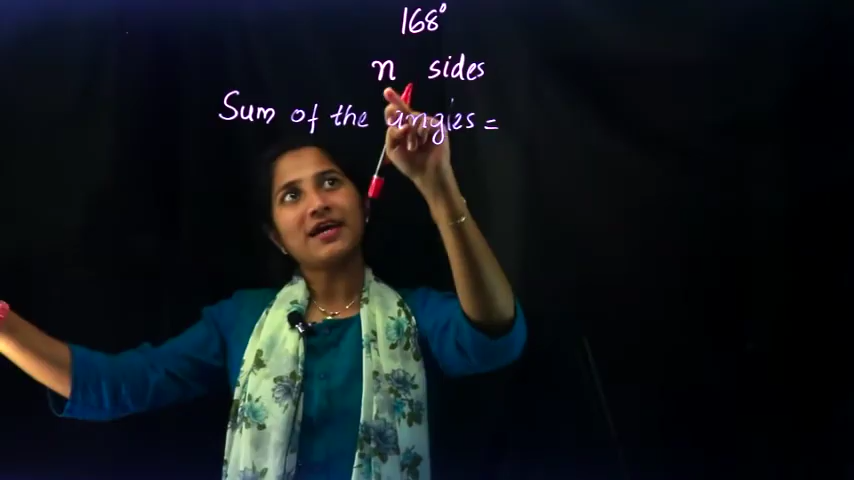 168°
n sides
Sum of the angles =